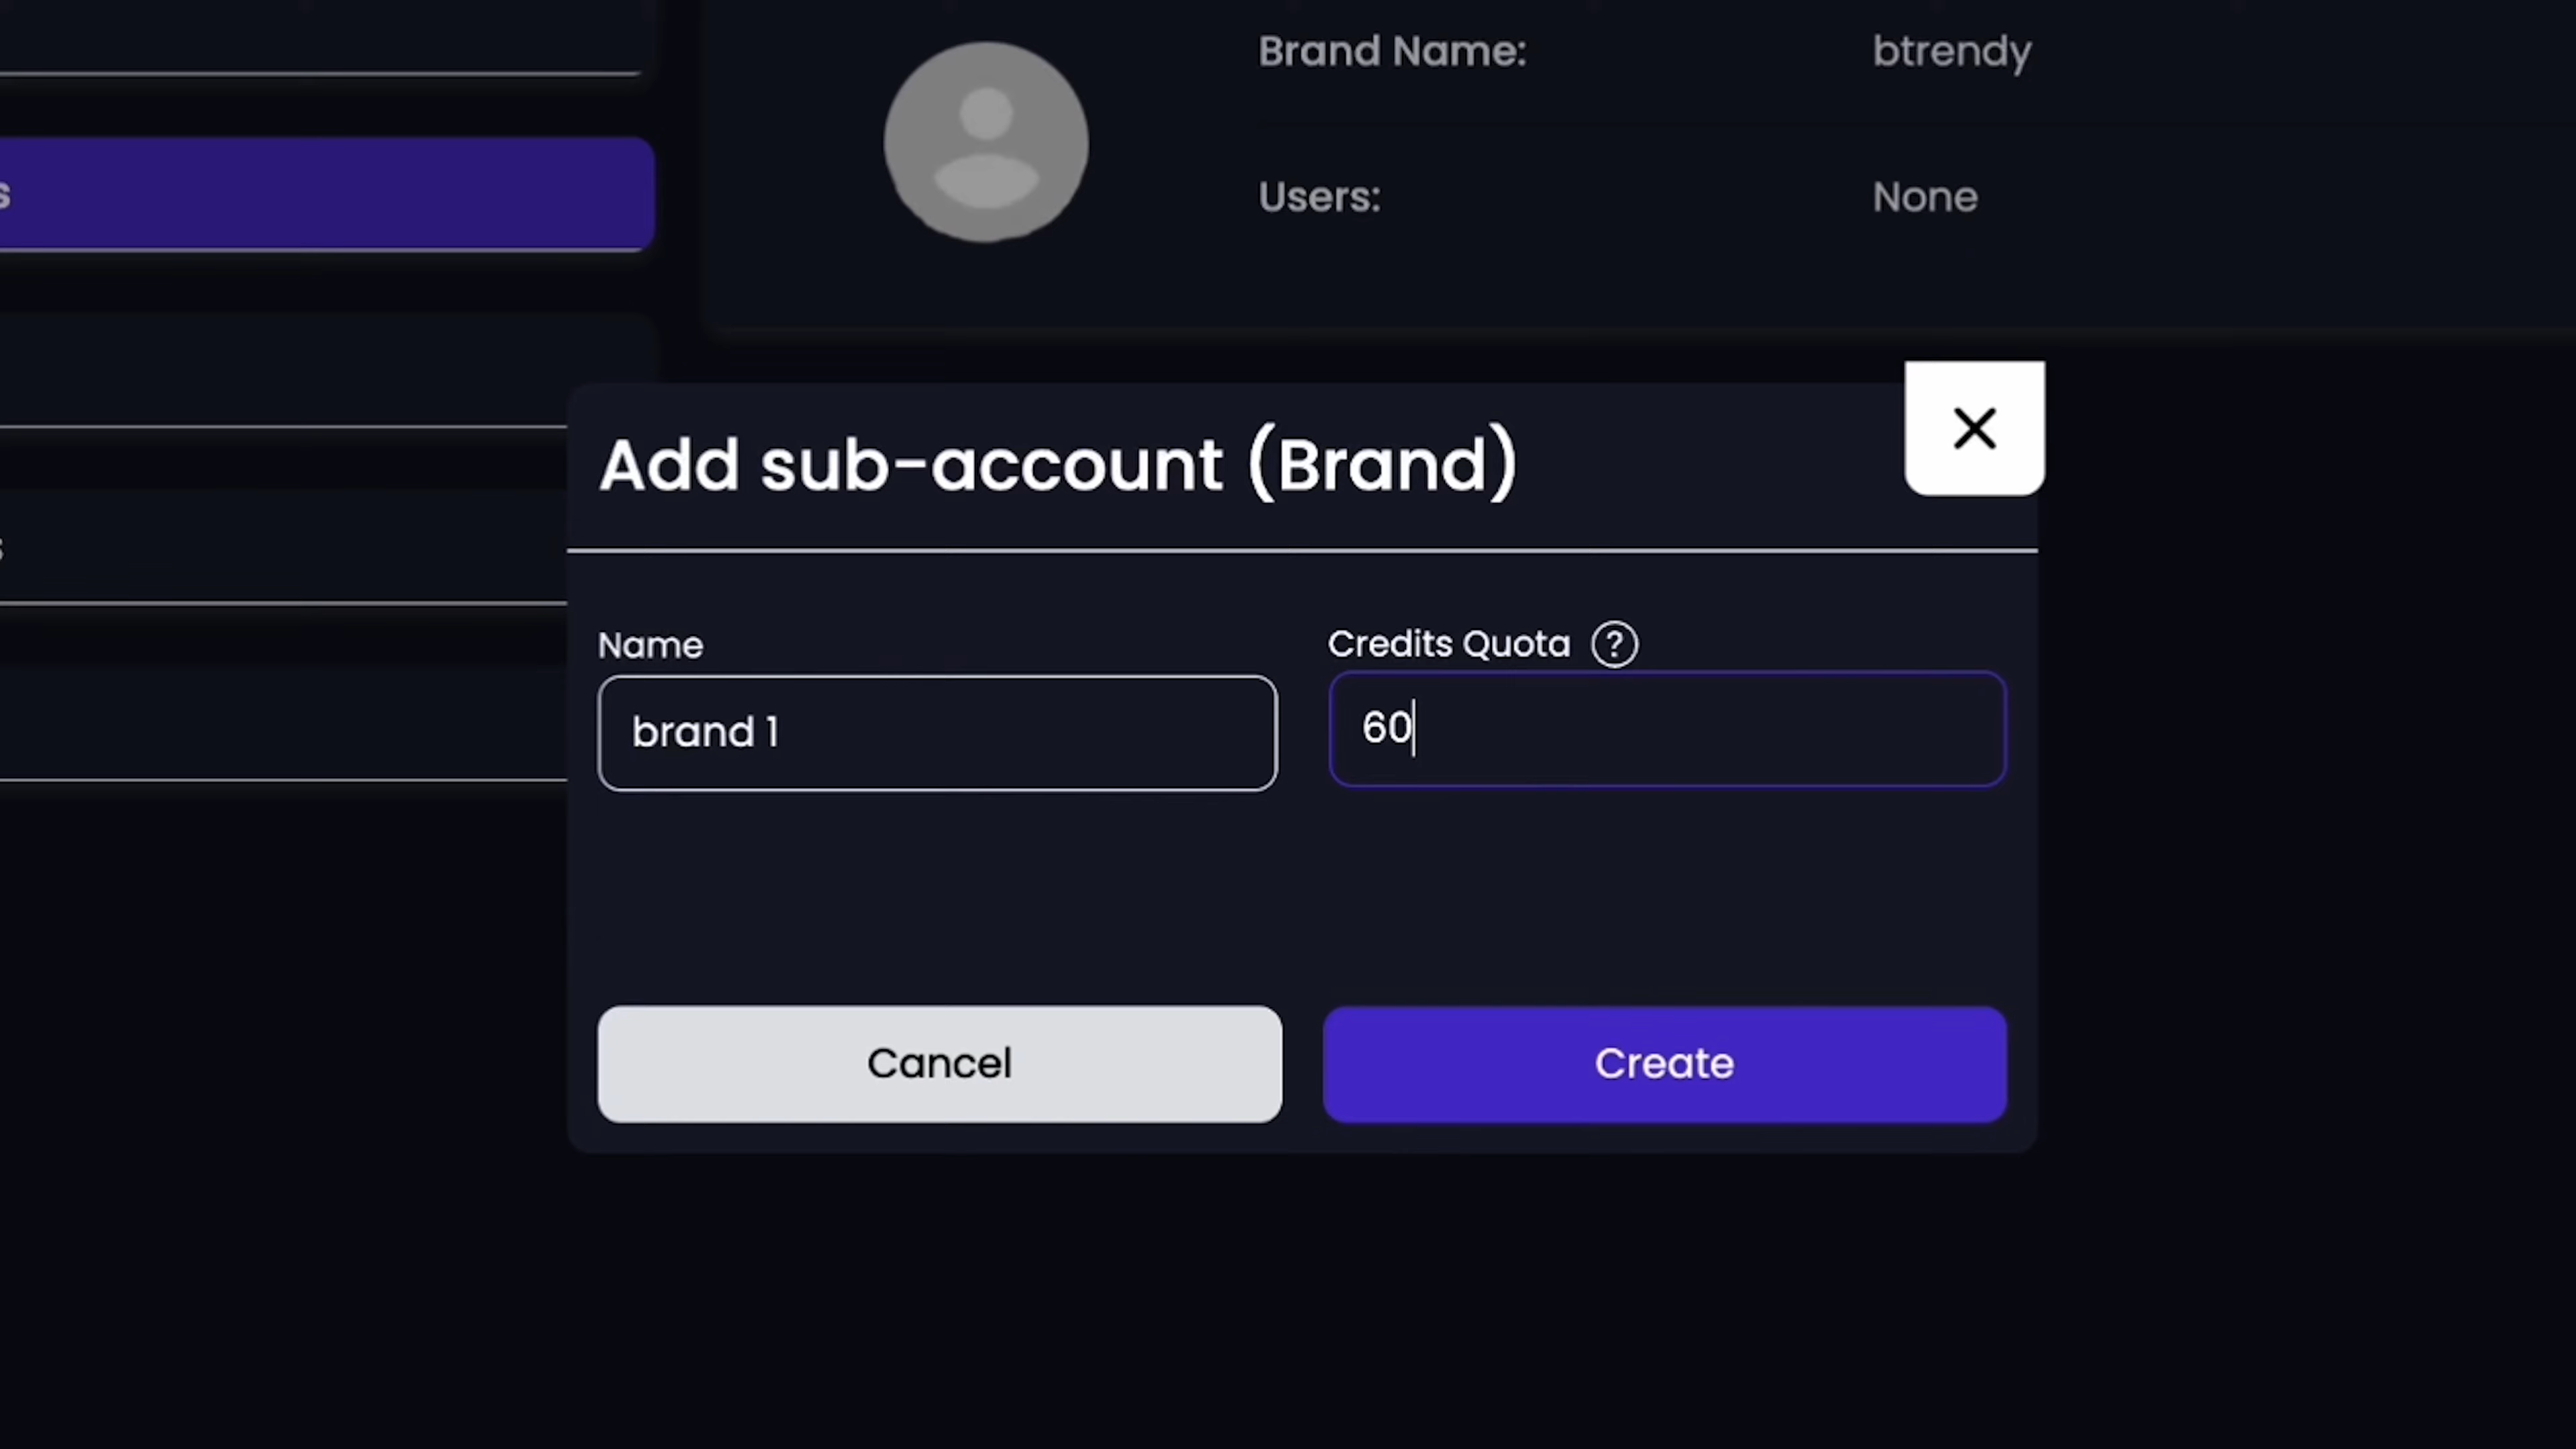 Brand Name: btrendy
s
Users: None
Add sub-account (Brand)
s
Name
Credits Quota ?
brand 1
60
Cancel
Create